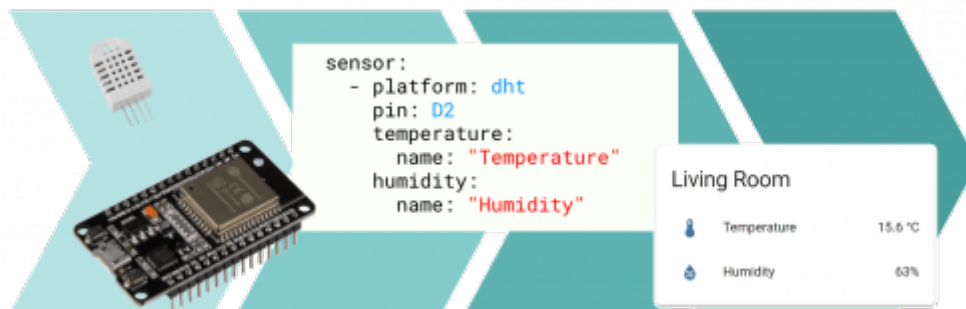 sensor:
  - platform: dht
    pin: D2
    temperature:
      name: "Temperature"
    humidity:
      name: "Humidity"
Living Room
Temperature 15.6 °C
Humidity 63%